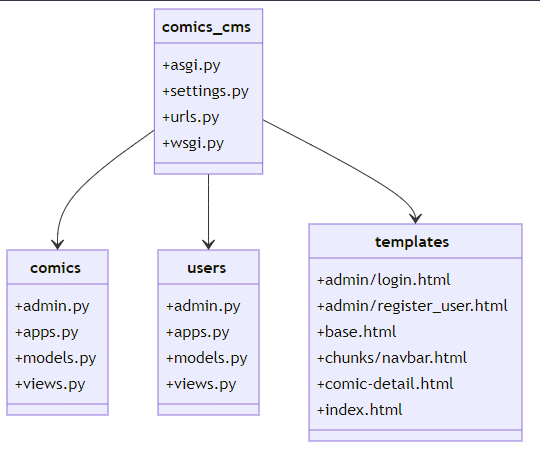 comics_cms
+asgi.py
+settings.py
+urls.py
+wsgi.py
comics
+admin.py
+apps.py
+models.py
+views.py
users
+admin.py
+apps.py
+models.py
+views.py
templates
+admin/login.html
+admin/register_user.html
+base.html
+chunks/navbar.html
+comic-detail.html
+index.html